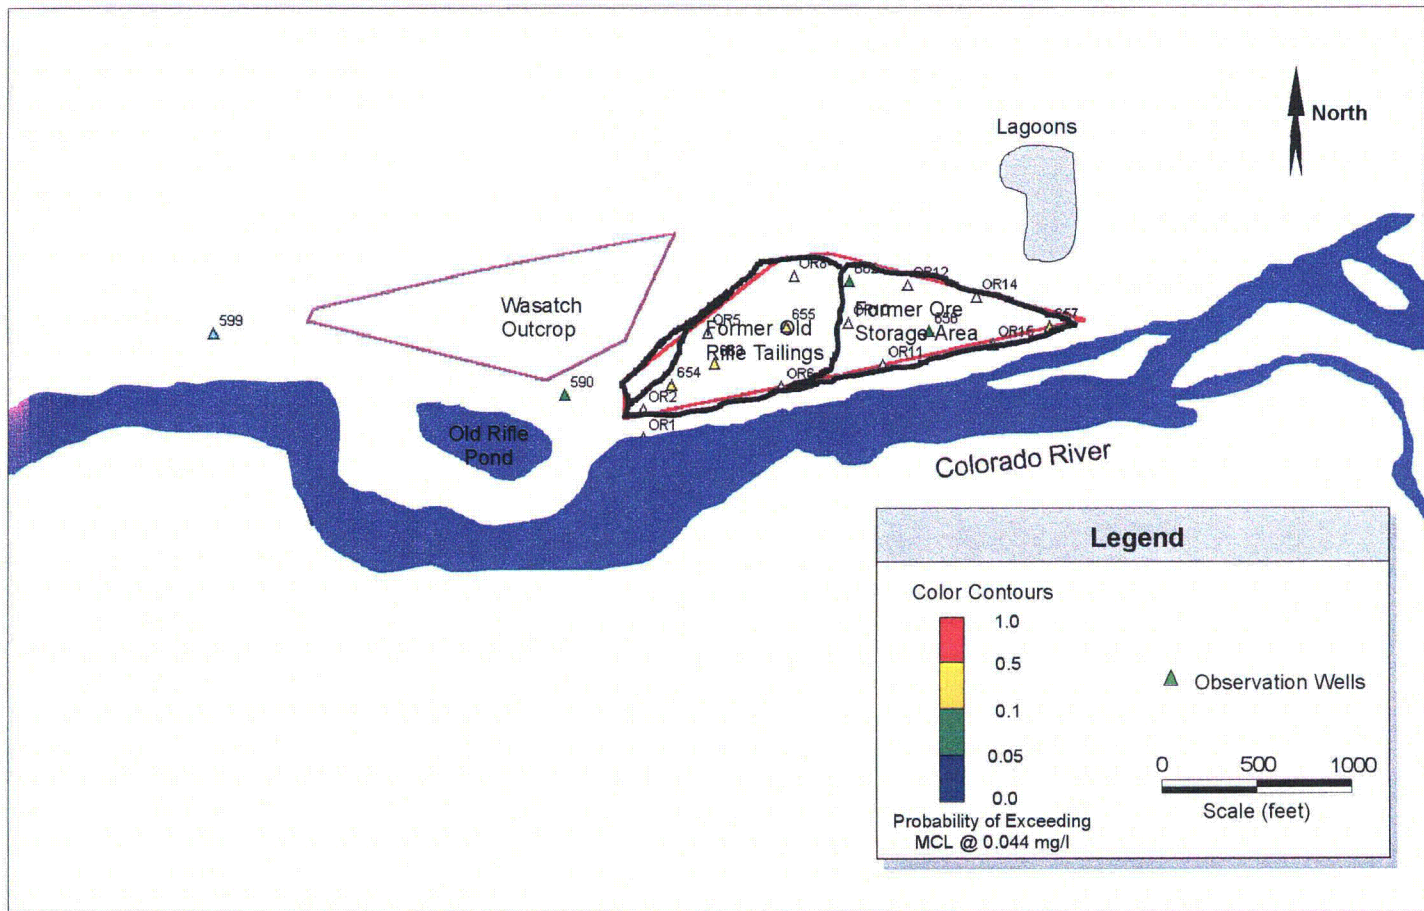 Lagoons
North
OR8
OR12
OR14
599
Wasatch
Outcrop
OR5
655
Former Old
Rifle Tailings
Former Ore
Storage Area
656
657
OR15
OR11
654
OR6
590
OR2
OR1
Old Rifle
Pond
Colorado River
Legend
Color Contours
1.0
0.5
0.1
0.05
0.0
Probability of Exceeding
MCL @ 0.044 mg/l
Observation Wells
0 500 1000
Scale (feet)